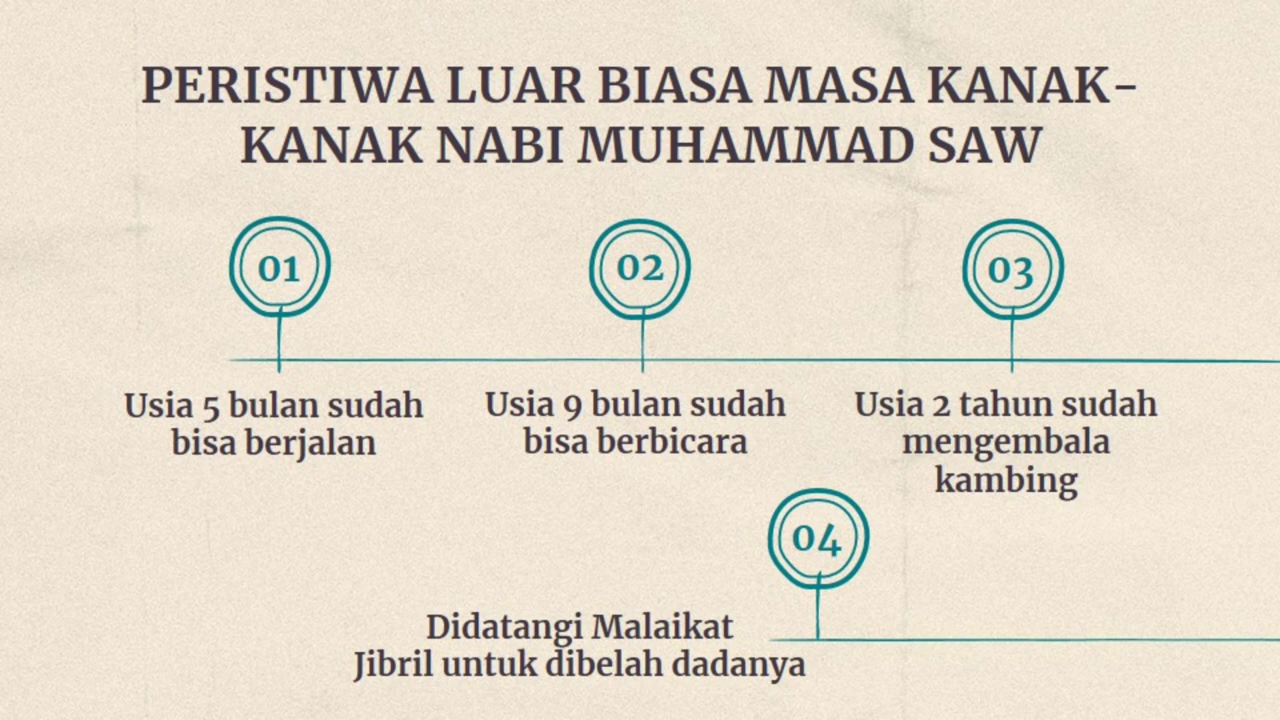 PERISTIWA LUAR BIASA MASA KANAK-
KANAK NABI MUHAMMAD SAW
01
Usia 5 bulan sudah
bisa berjalan
02
Usia 9 bulan sudah
bisa berbicara
03
Usia 2 tahun sudah
mengembala
kambing
04
Didatangi Malaikat
Jibril untuk dibelah dadanya